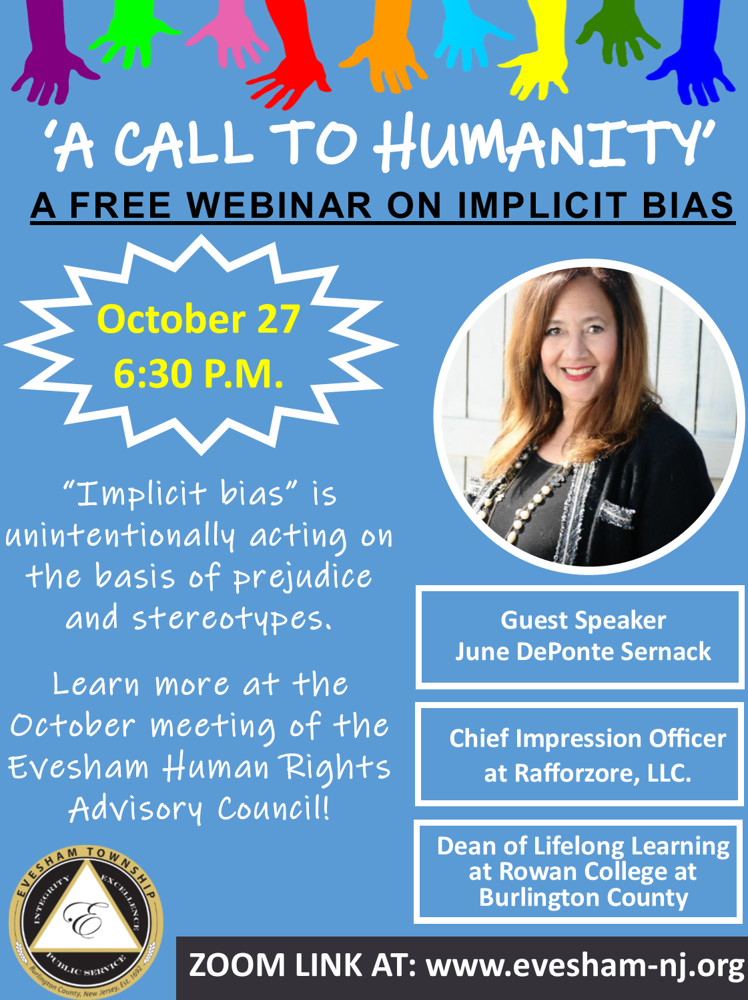 ‘A CALL TO HUMANITY’
A FREE WEBINAR ON IMPLICIT BIAS
October 27
6:30 P.M.
“Implicit bias” is
unintentionally acting on
the basis of prejudice
and stereotypes.
Learn more at the
October meeting of the
Evesham Human Rights
Advisory Council!
Guest Speaker
June DePonte Sernack
Chief Impression Officer
at Rafforzore, LLC.
Dean of Lifelong Learning
at Rowan College at
Burlington County
EVESHAM TOWNSHIP
INTEGRITY
EXCELLENCE
E
PUBLIC SERVICE
Burlington County, New Jersey, Est. 1692
ZOOM LINK AT: www.evesham-nj.org